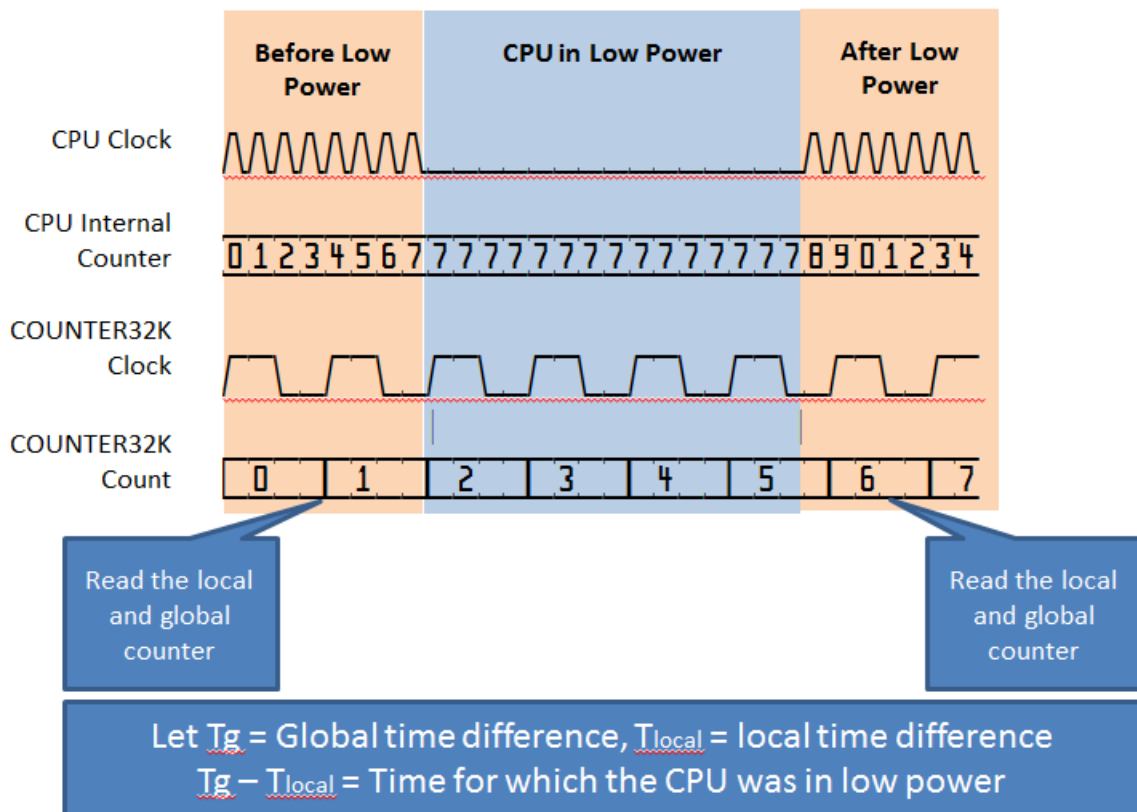 Before Low
Power
CPU in Low Power
After Low
Power
CPU Clock
CPU Internal
Counter
0 1 2 3 4 5 6 7 7 7 7 7 7 7 7 7 7 7 7 7 7 7 7 8 9 0 1 2 3 4
COUNTER32K
Clock
COUNTER32K
Count
0 1 2 3 4 5 6 7
Read the local
and global
counter
Read the local
and global
counter
Let Tg = Global time difference, Tlocal = local time difference
Tg – Tlocal = Time for which the CPU was in low power